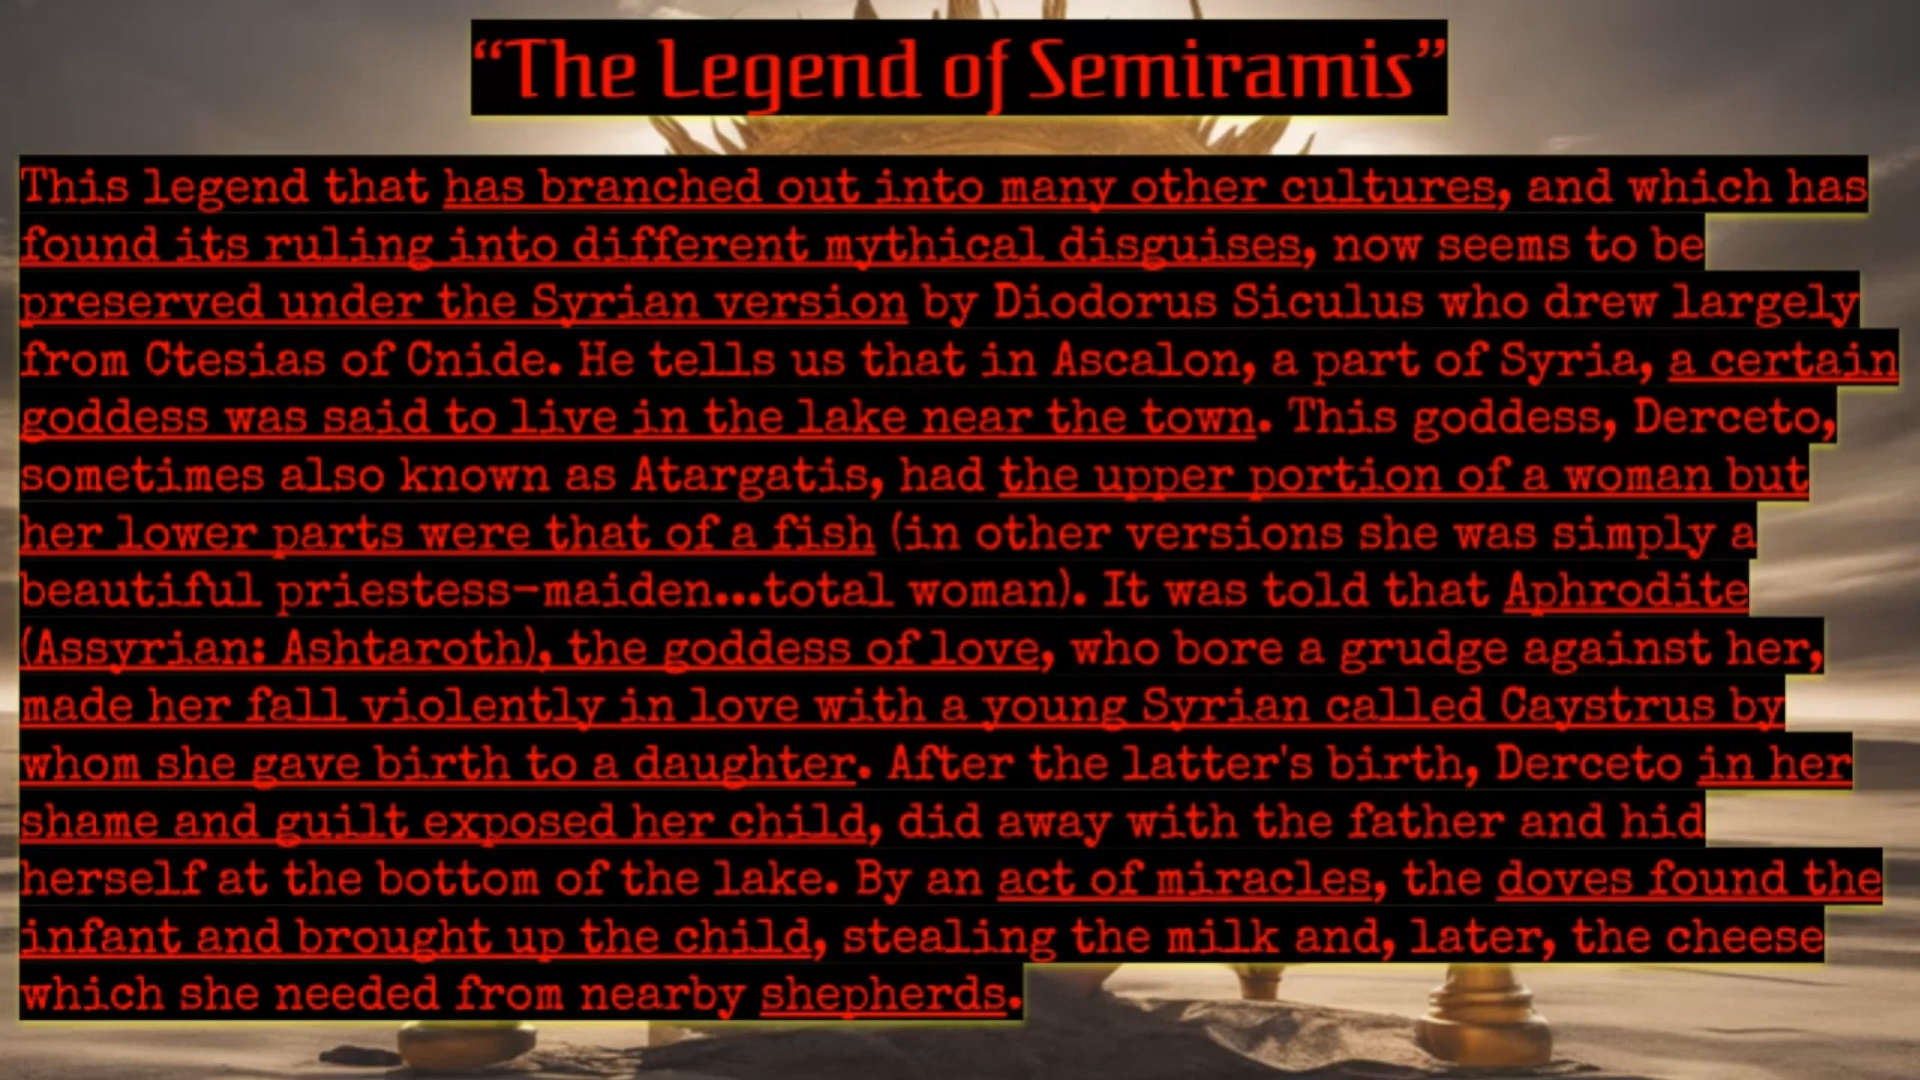 “The Legend of Semiramis”
This legend that has branched out into many other cultures, and which has
found its ruling into different mythical disguises, now seems to be
preserved under the Syrian version by Diodorus Siculus who drew largely
from Ctesias of Cnide. He tells us that in Ascalon, a part of Syria, a certain
goddess was said to live in the lake near the town. This goddess, Derceto,
sometimes also known as Atargatis, had the upper portion of a woman but
her lower parts were that of a fish (in other versions she was simply a
beautiful priestess-maiden...total woman). It was told that Aphrodite
(Assyrian: Ashtaroth), the goddess of love, who bore a grudge against her,
made her fall violently in love with a young Syrian called Caystrus by
whom she gave birth to a daughter. After the latter's birth, Derceto in her
shame and guilt exposed her child, did away with the father and hid
herself at the bottom of the lake. By an act of miracles, the doves found the
infant and brought up the child, stealing the milk and, later, the cheese
which she needed from nearby shepherds.